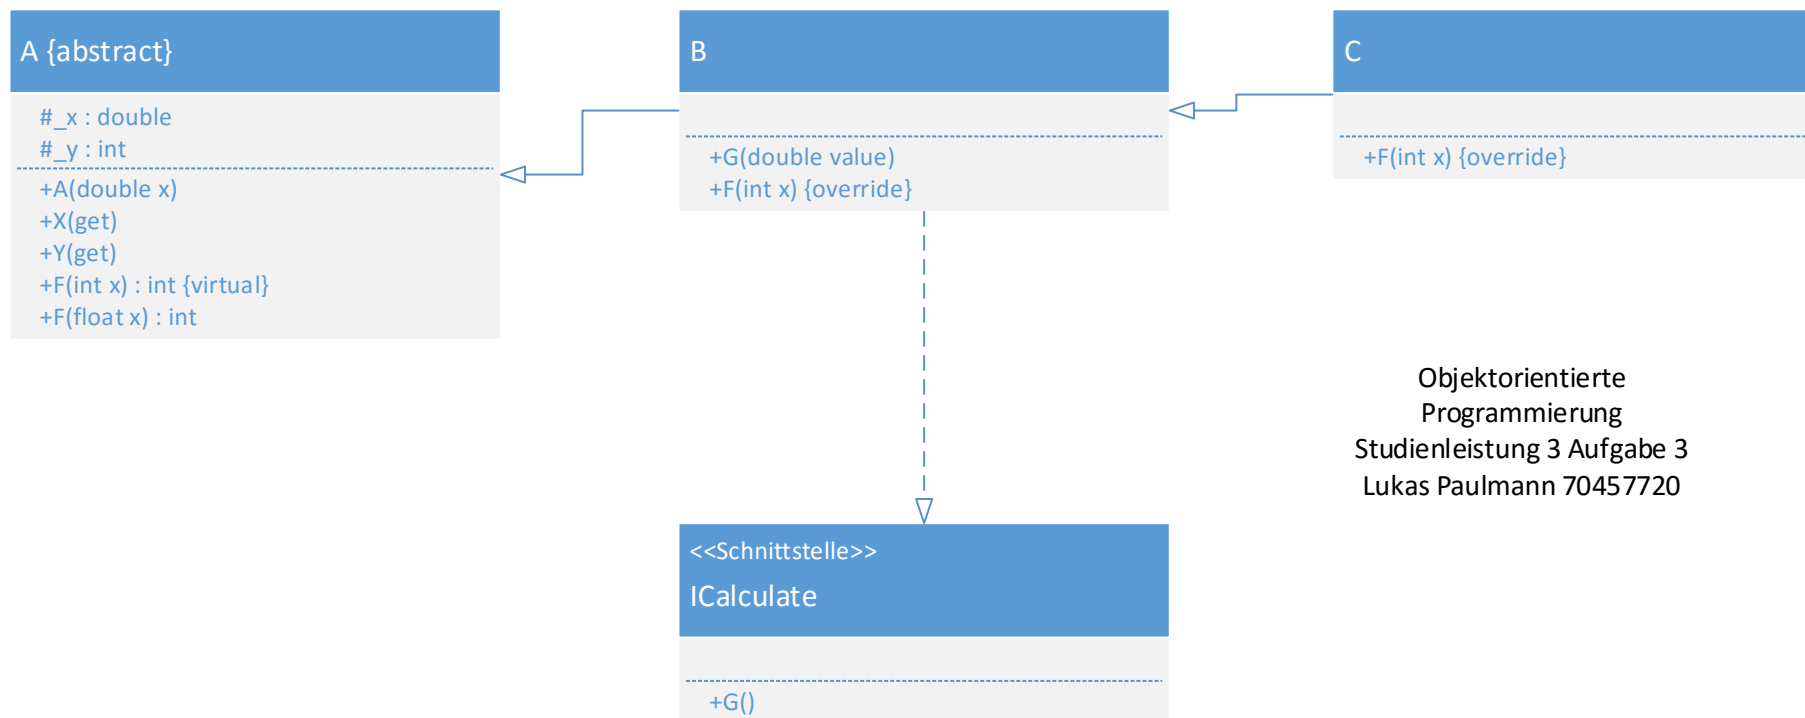 A {abstract}
#_x : double
#_y : int
+A(double x)
+X(get)
+Y(get)
+F(int x) : int {virtual}
+F(float x) : int
B
+G(double value)
+F(int x) {override}
C
+F(int x) {override}
Objektorientierte
Programmierung
Studienleistung 3 Aufgabe 3
Lukas Paulmann 70457720
<<Schnittstelle>>
ICalculate
+G()